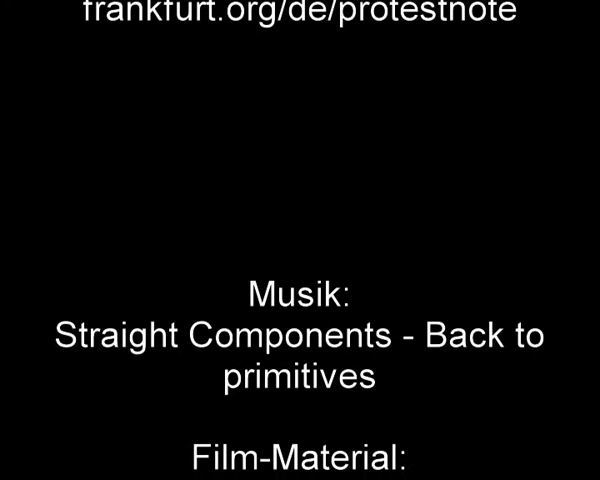 frankfurt.org/de/protestnote
Musik:
Straight Components - Back to
primitives
Film-Material: